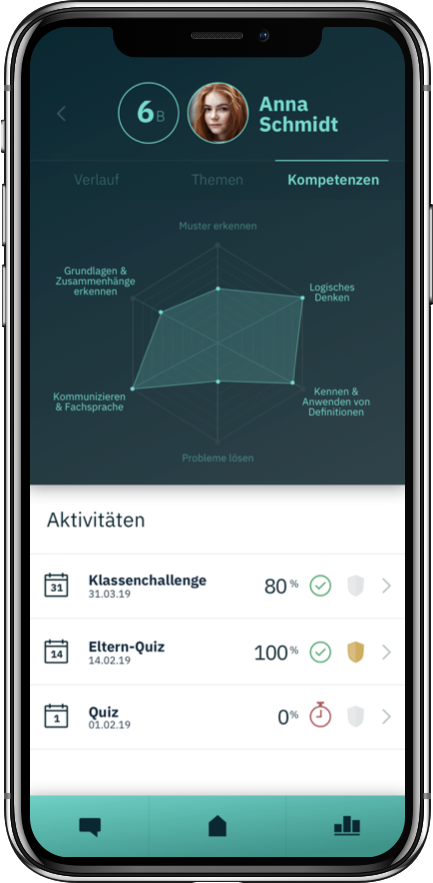 6B
Anna
Schmidt
Verlauf
Themen
Kompetenzen
Muster erkennen
Grundlagen &
Zusammenhänge
erkennen
Logisches
Denken
Kommunizieren
& Fachsprache
Kennen &
Anwenden von
Definitionen
Probleme lösen
Aktivitäten
31
Klassenchallenge
31.03.19
80%
14
Eltern-Quiz
14.02.19
100%
1
Quiz
01.02.19
0%